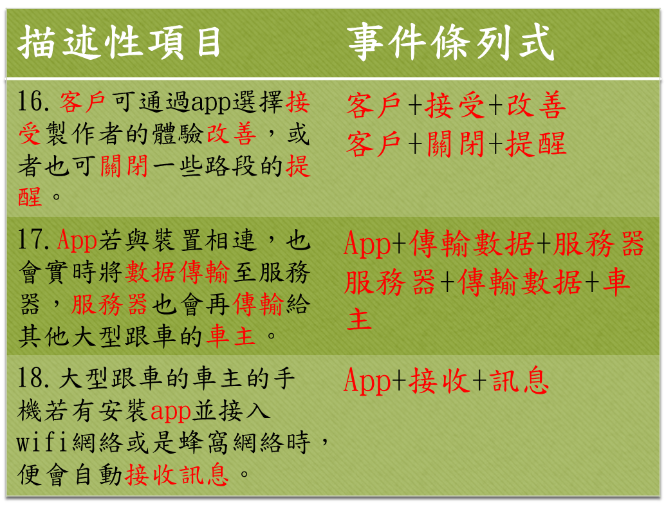 描述性項目 事件條列式
16.客戶可通過app選擇接
受製作者的體驗改善，或
者也可關閉一些路段的提
醒。
客戶+接受+改善
客戶+關閉+提醒
17.App若與裝置相連，也
會實時將數据傳輸至服務
器，服務器也會再傳輸給
其他大型跟車的車主。
App+傳輸數据+服務器
服務器+傳輸數据+車
主
18.大型跟車的車主的手
機若有安裝app並接入
wifi網絡或是蜂窩網絡時，
便會自動接收訊息。
App+接收+訊息